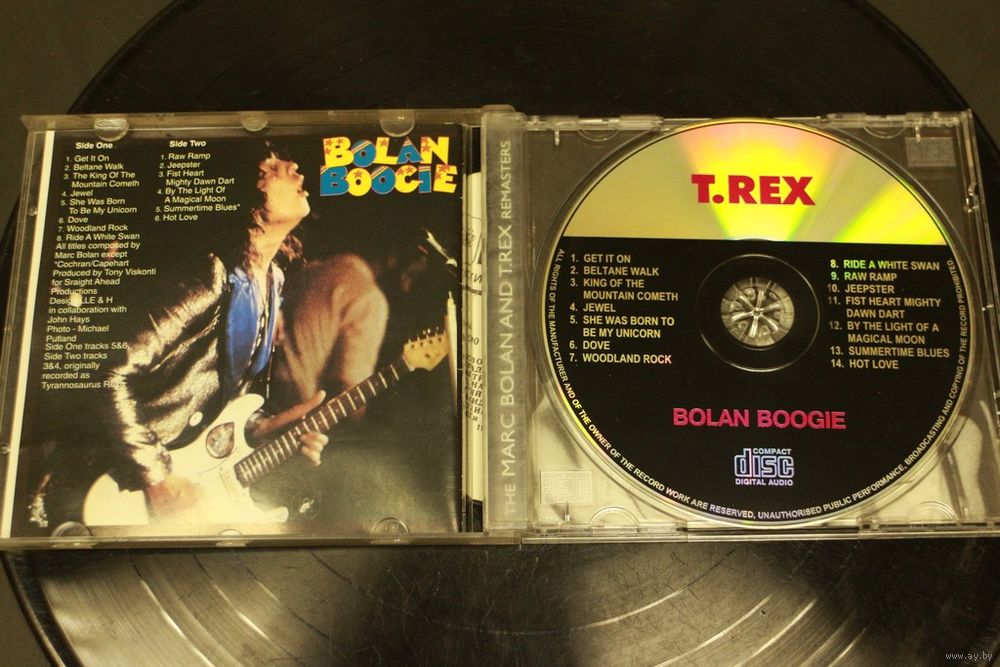 Side One
1. Get It On
2. Beltane Walk
3. The King Of The
Mountain Cometh
4. Jewel
5. She Was Born
To Be My Unicorn
6. Dove
7. Woodland Rock
8. Ride A White Swan
All titles composed by
Marc Bolan except
*Cochran/Capehart
Produced by Tony Viskonti
for Sraight Ahead
Productions
Design LLE & H
in collaboration with
John Hays
Photo - Michael
Putland
Side One tracks 5&6,
Side Two tracks
3&4, originally
recorded as
Tyrannosaurus Rex
Side Two
1. Raw Ramp
2. Jeepster
3. Fist Heart
Mighty Dawn Dart
4. By The Light Of
A Magical Moon
5. Summertime Blues*
6. Hot Love
BOLAN
BOOGIE
HE MARC BOLAN AND T.REX REMASTERS
T.REX
1. GET IT ON
2. BELTANE WALK
3. KING OF THE
MOUNTAIN COMETH
4. JEWEL
5. SHE WAS BORN TO
BE MY UNICORN
6. DOVE
7. WOODLAND ROCK
8. RIDE A WHITE SWAN
9. RAW RAMP
10. JEEPSTER
11. FIST HEART MIGHTY
DAWN DART
12. BY THE LIGHT OF A
MAGICAL MOON
13. SUMMERTIME BLUES
14. HOT LOVE
BOLAN BOOGIE
COMPACT
disc
DIGITAL AUDIO
ALL RIGHTS OF THE MANUFACTURER AND OF THE OWNER OF THE RECORD WORK ARE RESERVED, UNAUTHORISED PUBLIC PERFORMANCE, BROADCASTING AND COPYING OF THE RECORD PROHIBITED.
www.ay.by